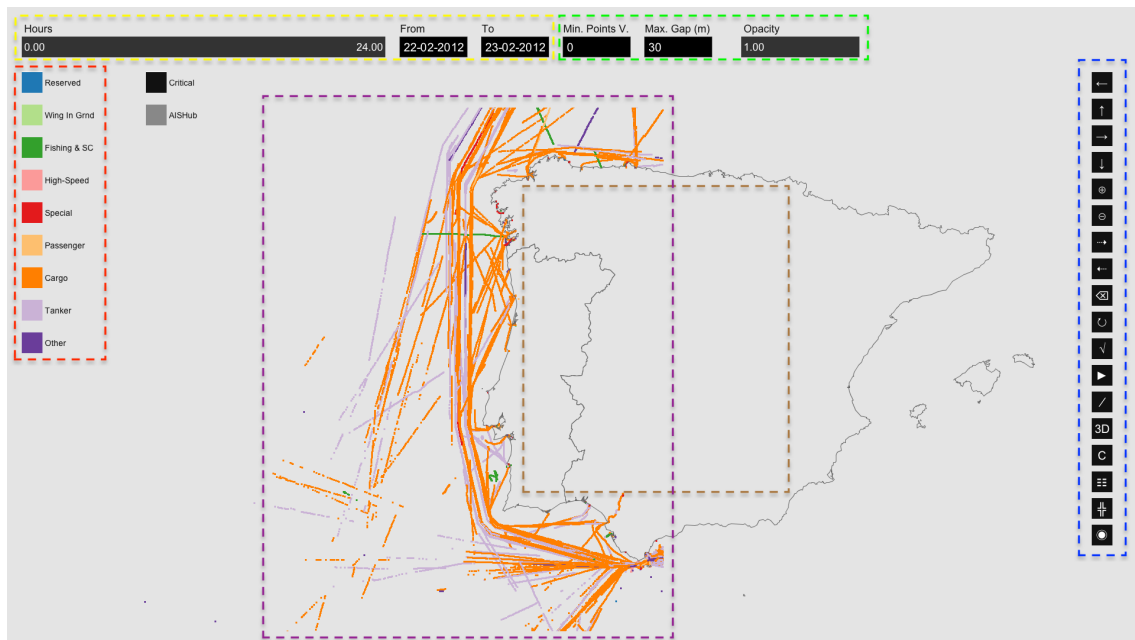 Hours From To Min. Points V. Max. Gap (m) Opacity
0.00 24.00 22-02-2012 23-02-2012 0 30 1.00
Reserved Critical
Wing In Grnd AISHub
Fishing & SC
High-Speed
Special
Passenger
Cargo
Tanker
Other
←
↑
→
↓
⊕
⊖
⇢
⇠
⌫
↻
√
▶
/
3D
C
☷
╬
◉